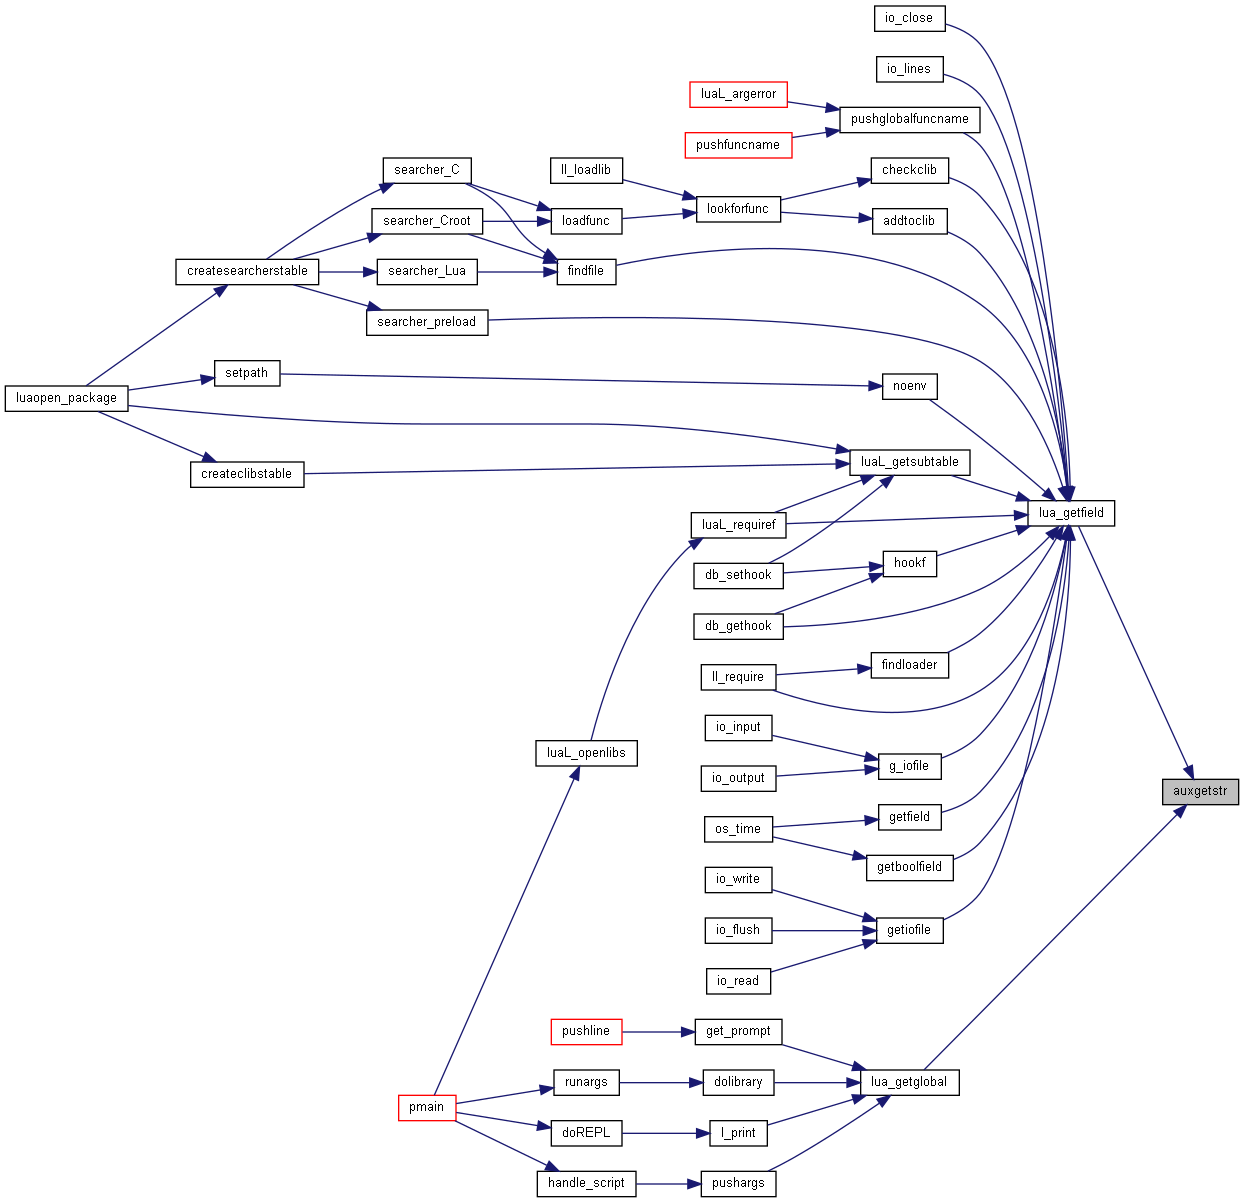 io_close
io_lines
luaL_argerror
pushglobalfuncname
pushfuncname
searcher_C
ll_loadlib
checkclib
lookforfunc
searcher_Croot
loadfunc
addtoclib
createsearcherstable
searcher_Lua
findfile
searcher_preload
setpath
noenv
luaopen_package
luaL_getsubtable
createclibstable
lua_getfield
luaL_requiref
hookf
db_sethook
db_gethook
findloader
ll_require
io_input
luaL_openlibs
g_iofile
io_output
auxgetstr
getfield
os_time
getboolfield
io_write
getiofile
io_flush
io_read
pushline
get_prompt
runargs
dolibrary
lua_getglobal
pmain
doREPL
l_print
handle_script
pushargs